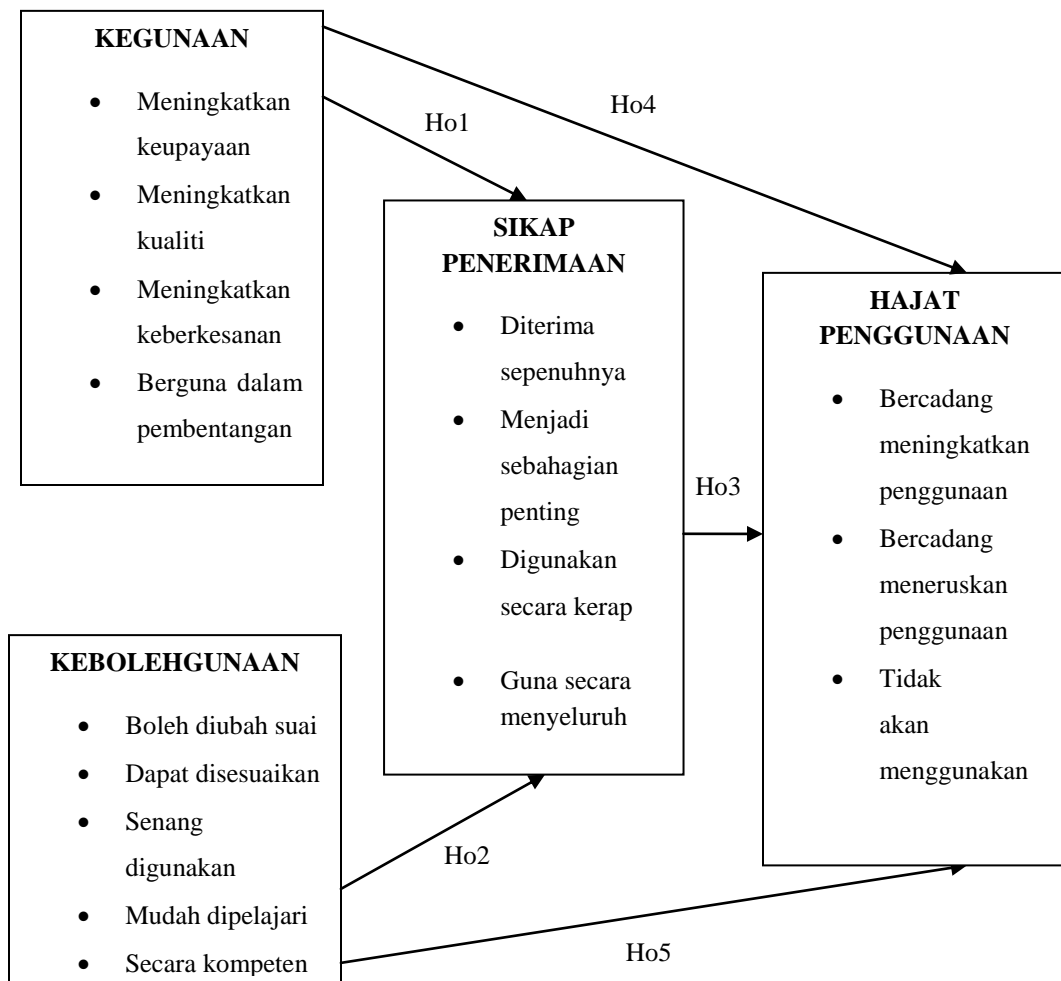 KEGUNAAN
• Meningkatkan
keupayaan
• Meningkatkan
kualiti
• Meningkatkan
keberkesanan
• Berguna dalam
pembentangan
Ho1
Ho4
SIKAP
PENERIMAAN
• Diterima
sepenuhnya
• Menjadi
sebahagian
penting
• Digunakan
secara kerap
• Guna secara
menyeluruh
Ho3
HAJAT
PENGGUNAAN
• Bercadang
meningkatkan
penggunaan
• Bercadang
meneruskan
penggunaan
• Tidak
akan
menggunakan
KEBOLEHGUNAAN
• Boleh diubah suai
• Dapat disesuaikan
• Senang
digunakan
• Mudah dipelajari
• Secara kompeten
Ho2
Ho5